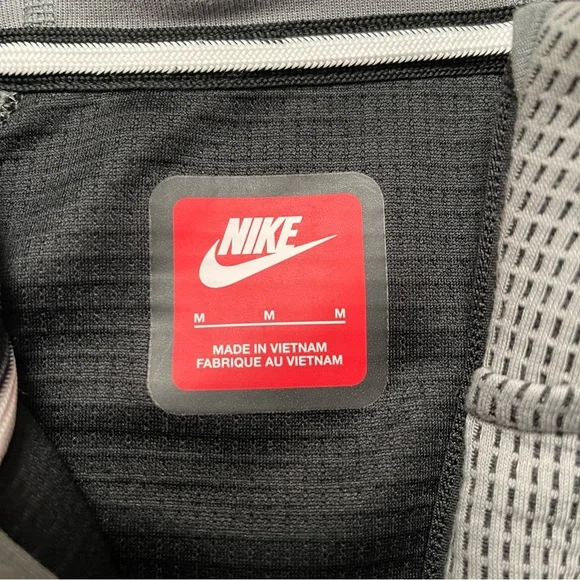 NIKE
M M M
MADE IN VIETNAM
FABRIQUE AU VIETNAM